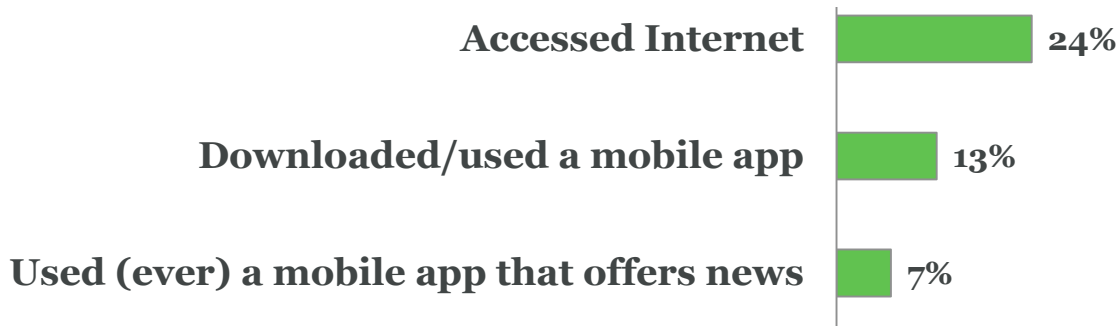 Accessed Internet 24%
Downloaded/used a mobile app 13%
Used (ever) a mobile app that offers news 7%